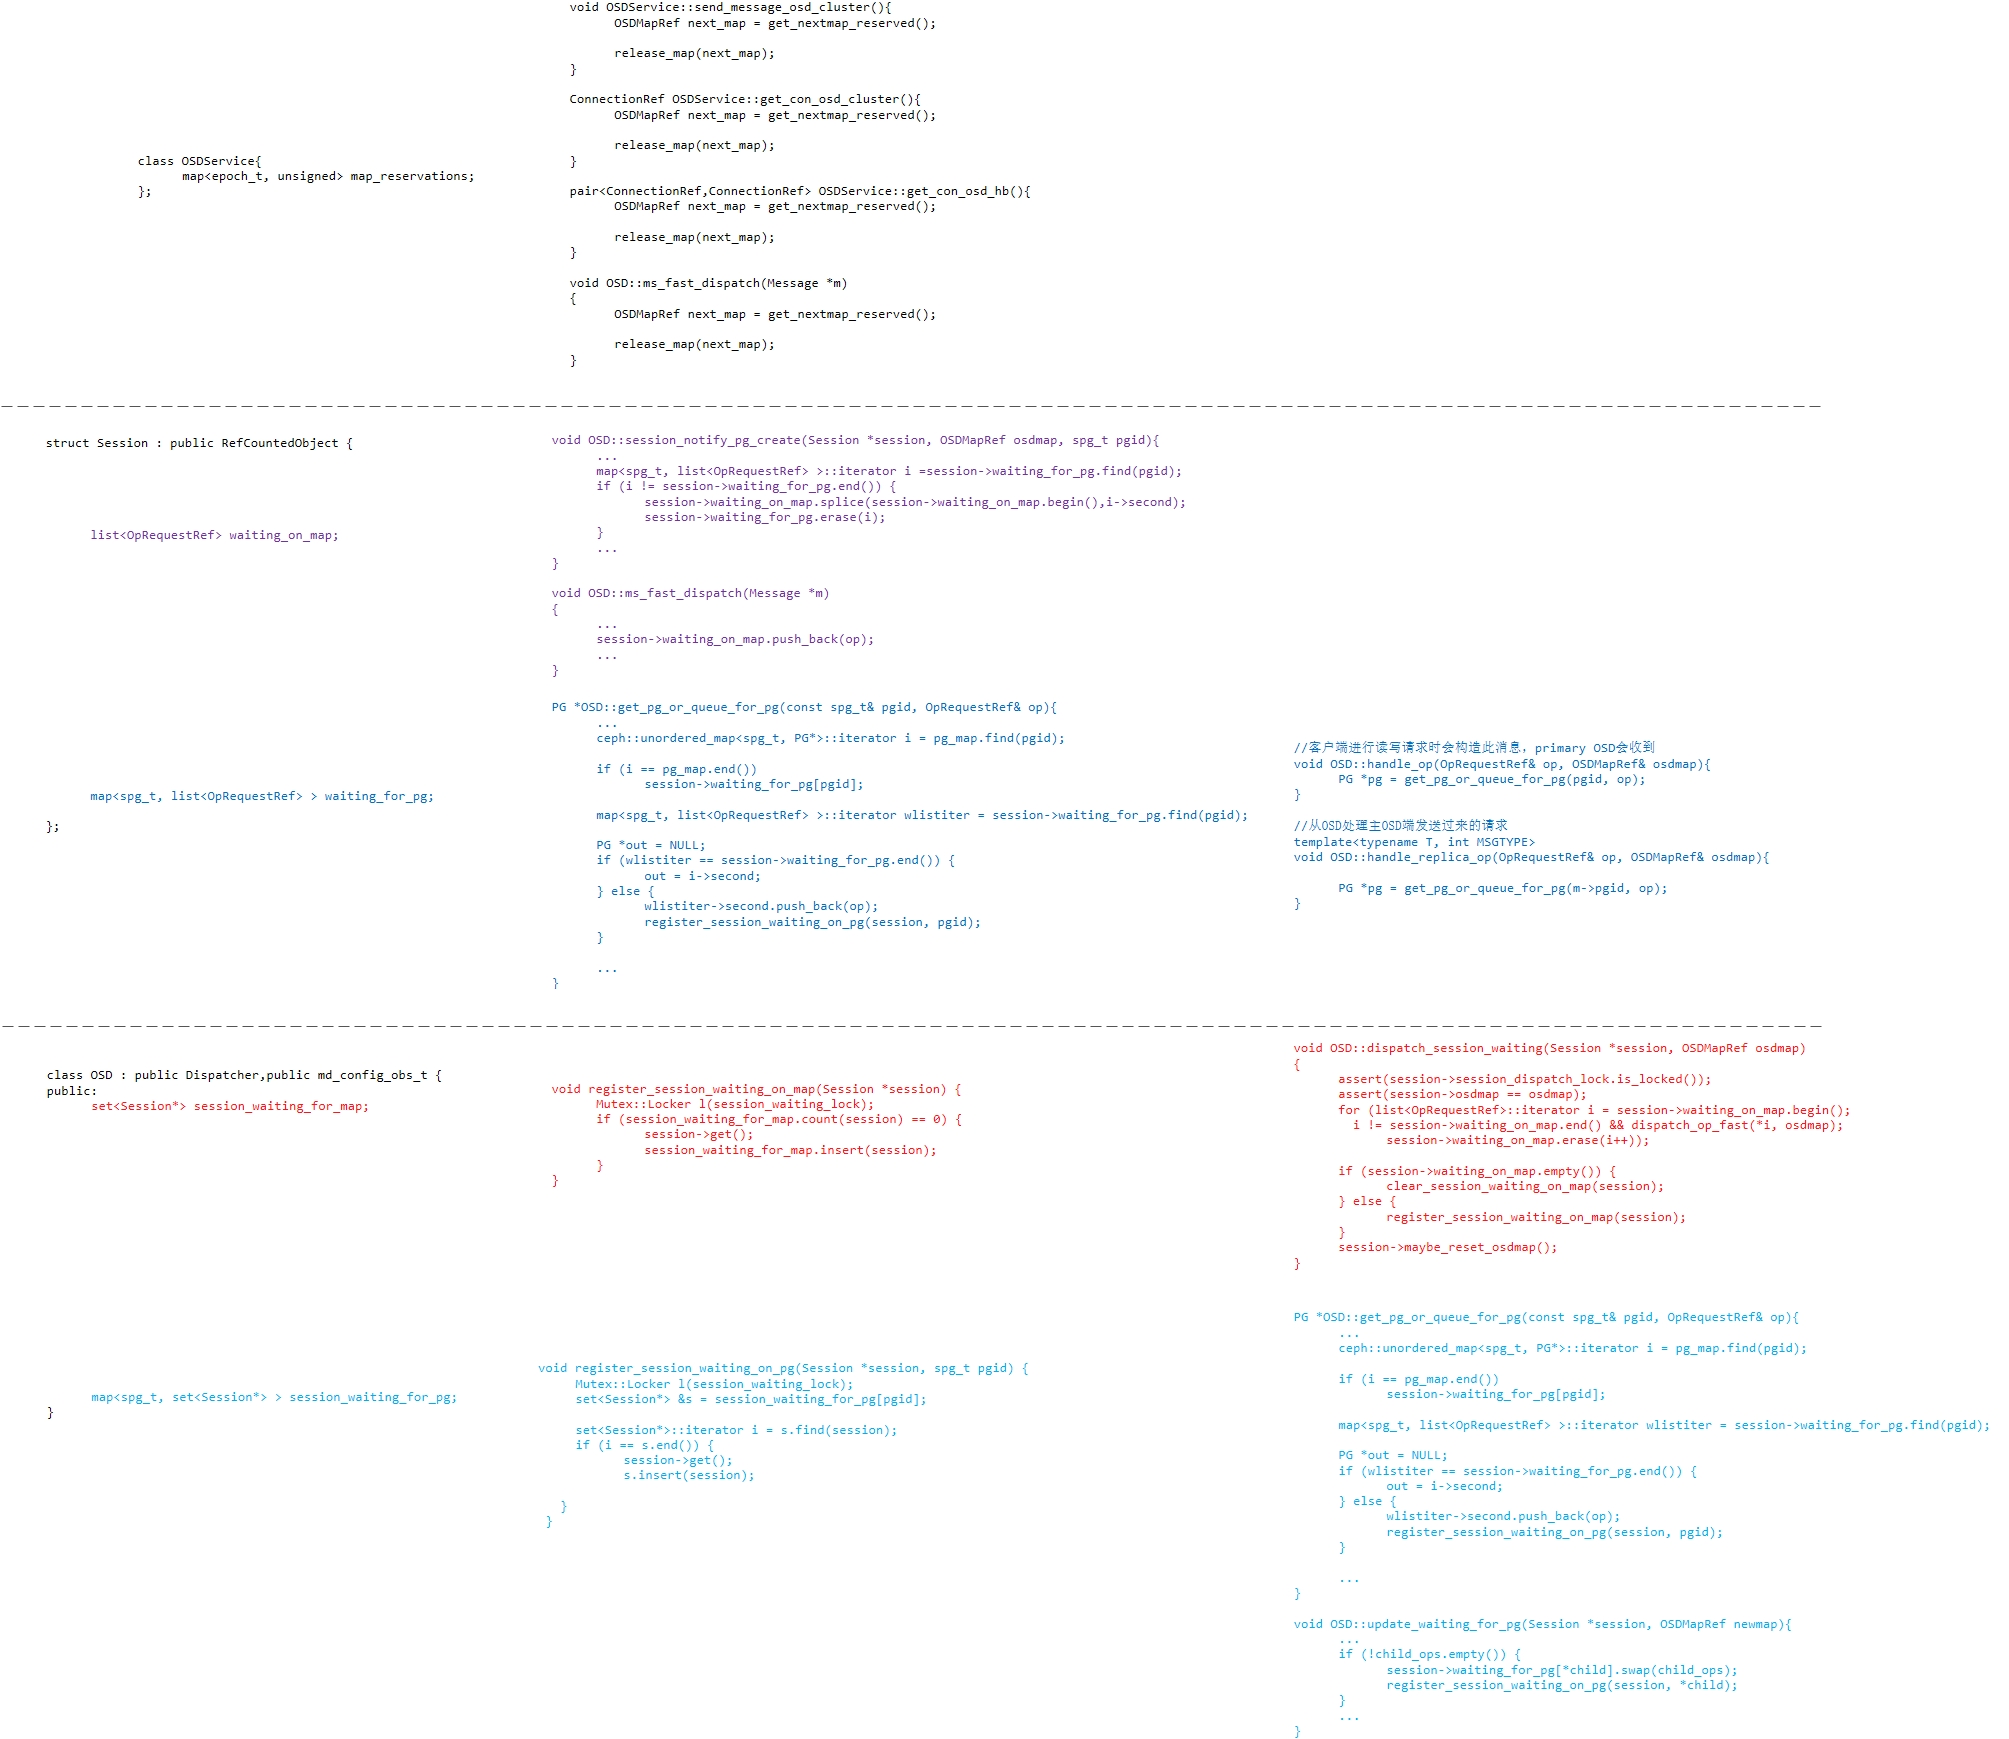 void OSDService::send_message_osd_cluster(){
OSDMapRef next_map = get_nextmap_reserved();
release_map(next_map);
}
ConnectionRef OSDService::get_con_osd_cluster(){
OSDMapRef next_map = get_nextmap_reserved();
release_map(next_map);
}
class OSDService{
map<epoch_t, unsigned> map_reservations;
};
pair<ConnectionRef,ConnectionRef> OSDService::get_con_osd_hb(){
OSDMapRef next_map = get_nextmap_reserved();
release_map(next_map);
}
void OSD::ms_fast_dispatch(Message *m)
{
OSDMapRef next_map = get_nextmap_reserved();
release_map(next_map);
}
struct Session : public RefCountedObject {
list<OpRequestRef> waiting_on_map;
map<spg_t, list<OpRequestRef> > waiting_for_pg;
};
void OSD::session_notify_pg_create(Session *session, OSDMapRef osdmap, spg_t pgid){
...
map<spg_t, list<OpRequestRef> >::iterator i =session->waiting_for_pg.find(pgid);
if (i != session->waiting_for_pg.end()) {
session->waiting_on_map.splice(session->waiting_on_map.begin(),i->second);
session->waiting_for_pg.erase(i);
}
...
}
void OSD::ms_fast_dispatch(Message *m)
{
...
session->waiting_on_map.push_back(op);
...
}
PG *OSD::get_pg_or_queue_for_pg(const spg_t& pgid, OpRequestRef& op){
...
ceph::unordered_map<spg_t, PG*>::iterator i = pg_map.find(pgid);
if (i == pg_map.end())
session->waiting_for_pg[pgid];
map<spg_t, list<OpRequestRef> >::iterator wlistiter = session->waiting_for_pg.find(pgid);
PG *out = NULL;
if (wlistiter == session->waiting_for_pg.end()) {
out = i->second;
} else {
wlistiter->second.push_back(op);
register_session_waiting_on_pg(session, pgid);
}
...
}
//客户端进行读写请求时会构造此消息，primary OSD会收到
void OSD::handle_op(OpRequestRef& op, OSDMapRef& osdmap){
PG *pg = get_pg_or_queue_for_pg(pgid, op);
}
//从OSD处理主OSD端发送过来的请求
template<typename T, int MSGTYPE>
void OSD::handle_replica_op(OpRequestRef& op, OSDMapRef& osdmap){
PG *pg = get_pg_or_queue_for_pg(m->pgid, op);
}
class OSD : public Dispatcher,public md_config_obs_t {
public:
set<Session*> session_waiting_for_map;
map<spg_t, set<Session*> > session_waiting_for_pg;
}
void register_session_waiting_on_map(Session *session) {
Mutex::Locker l(session_waiting_lock);
if (session_waiting_for_map.count(session) == 0) {
session->get();
session_waiting_for_map.insert(session);
}
}
void register_session_waiting_on_pg(Session *session, spg_t pgid) {
Mutex::Locker l(session_waiting_lock);
set<Session*> &s = session_waiting_for_pg[pgid];
set<Session*>::iterator i = s.find(session);
if (i == s.end()) {
session->get();
s.insert(session);
}
}
void OSD::dispatch_session_waiting(Session *session, OSDMapRef osdmap)
{
assert(session->session_dispatch_lock.is_locked());
assert(session->osdmap == osdmap);
for (list<OpRequestRef>::iterator i = session->waiting_on_map.begin();
i != session->waiting_on_map.end() && dispatch_op_fast(*i, osdmap);
session->waiting_on_map.erase(i++));
if (session->waiting_on_map.empty()) {
clear_session_waiting_on_map(session);
} else {
register_session_waiting_on_map(session);
}
session->maybe_reset_osdmap();
}
PG *OSD::get_pg_or_queue_for_pg(const spg_t& pgid, OpRequestRef& op){
...
ceph::unordered_map<spg_t, PG*>::iterator i = pg_map.find(pgid);
if (i == pg_map.end())
session->waiting_for_pg[pgid];
map<spg_t, list<OpRequestRef> >::iterator wlistiter = session->waiting_for_pg.find(pgid);
PG *out = NULL;
if (wlistiter == session->waiting_for_pg.end()) {
out = i->second;
} else {
wlistiter->second.push_back(op);
register_session_waiting_on_pg(session, pgid);
}
...
}
void OSD::update_waiting_for_pg(Session *session, OSDMapRef newmap){
...
if (!child_ops.empty()) {
session->waiting_for_pg[*child].swap(child_ops);
register_session_waiting_on_pg(session, *child);
}
...
}